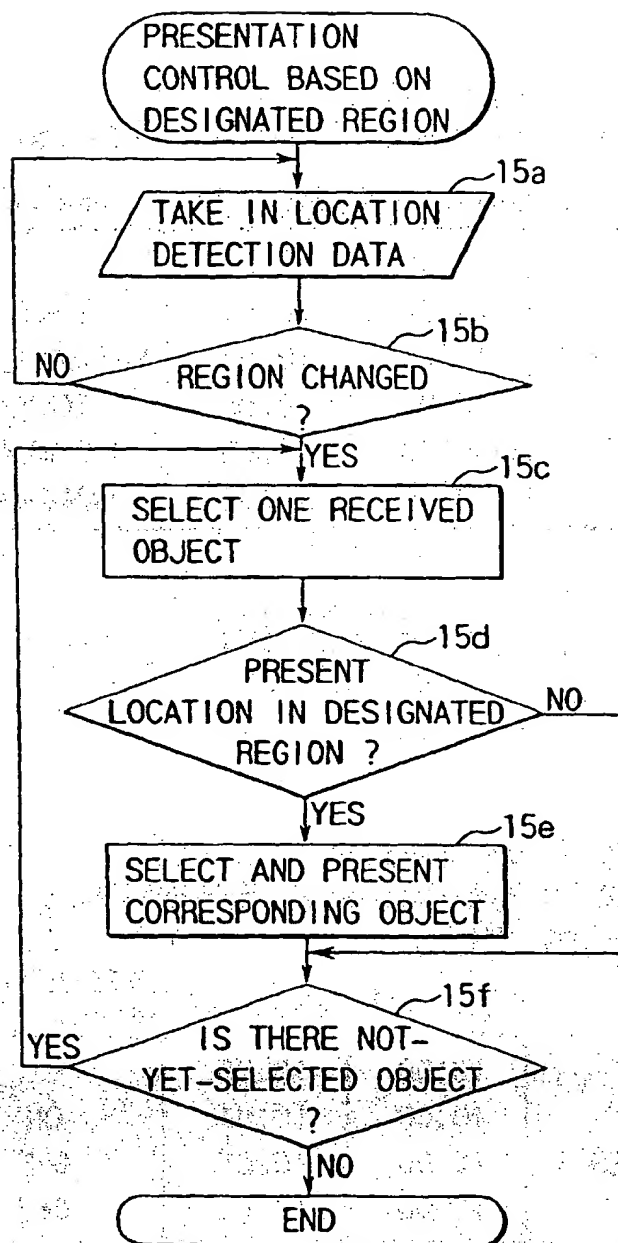 PRESENTATION
CONTROL BASED ON
DESIGNATED REGION
15a
TAKE IN LOCATION
DETECTION DATA
15b
NO
REGION CHANGED
?
YES
15c
SELECT ONE RECEIVED
OBJECT
15d
PRESENT
LOCATION IN DESIGNATED
REGION ?
NO
YES
15e
SELECT AND PRESENT
CORRESPONDING OBJECT
15f
YES
IS THERE NOT-
YET-SELECTED OBJECT
?
NO
END